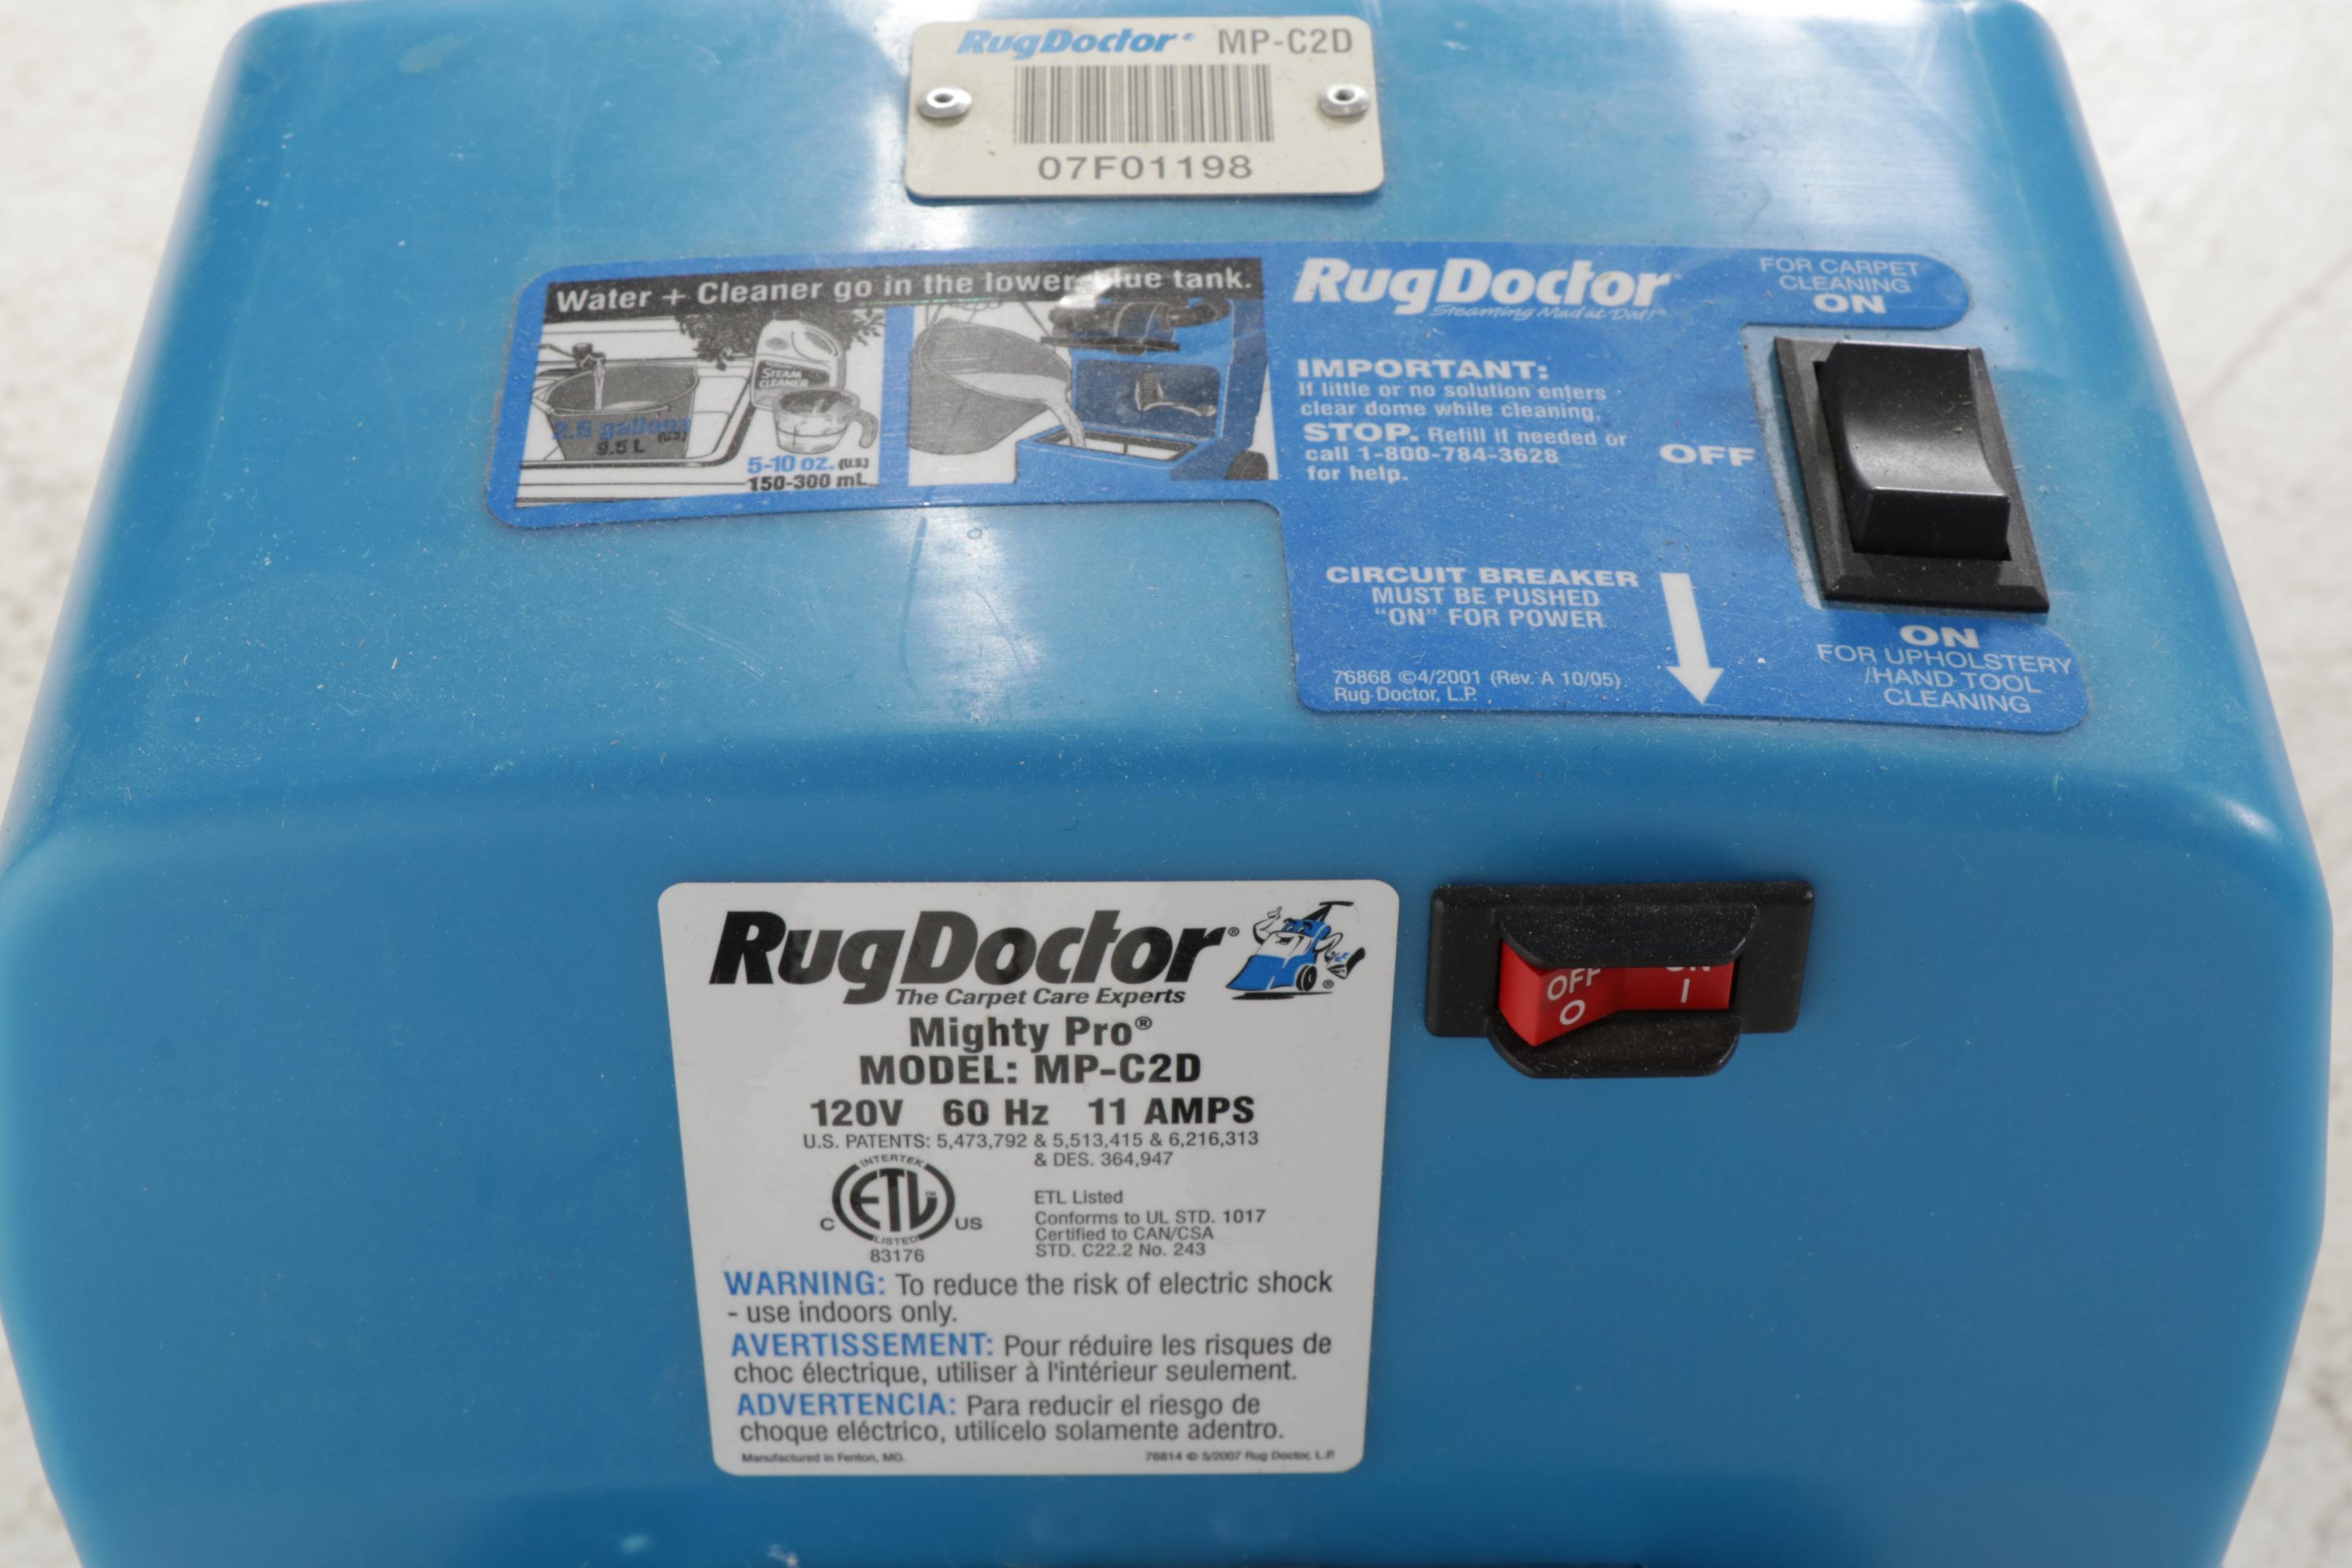 RugDoctor® MP-C2D
07F01198
Water + Cleaner go in the lower blue tank.
STEAM
CLEANER
2.5 gallons (U.S)
9.5 L
5-10 oz. (U.S)
150-300 mL
RugDoctor®
Steaming Mad at Dirt!®
IMPORTANT:
If little or no solution enters
clear dome while cleaning,
STOP. Refill if needed or
call 1-800-784-3628
for help.
CIRCUIT BREAKER
MUST BE PUSHED
“ON” FOR POWER
76868 ©4/2001 (Rev. A 10/05)
Rug Doctor, L.P.
FOR CARPET
CLEANING
ON
OFF
ON
FOR UPHOLSTERY
/HAND TOOL
CLEANING
RugDoctor®
The Carpet Care Experts
®
Mighty Pro®
MODEL: MP-C2D
120V 60 Hz 11 AMPS
U.S. PATENTS: 5,473,792 & 5,513,415 & 6,216,313
& DES. 364,947
INTERTEK
ETL
C US
LISTED
83176
ETL Listed
Conforms to UL STD. 1017
Certified to CAN/CSA
STD. C22.2 No. 243
WARNING: To reduce the risk of electric shock
- use indoors only.
AVERTISSEMENT: Pour réduire les risques de
choc électrique, utiliser à l'intérieur seulement.
ADVERTENCIA: Para reducir el riesgo de
choque eléctrico, utilícelo solamente adentro.
Manufactured in Fenton, MO.
76814 © 5/2007 Rug Doctor, L.P.
OFF ON
O I